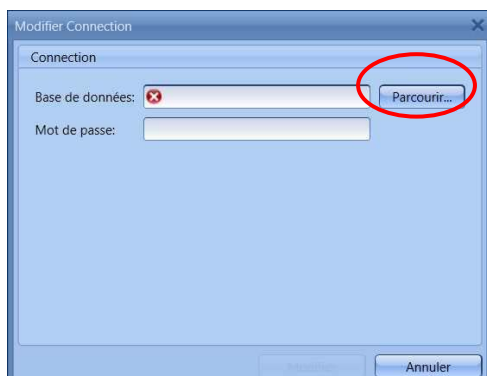 Modifier Connection
Connection
Base de données:
Parcourir...
Mot de passe:
Annuler